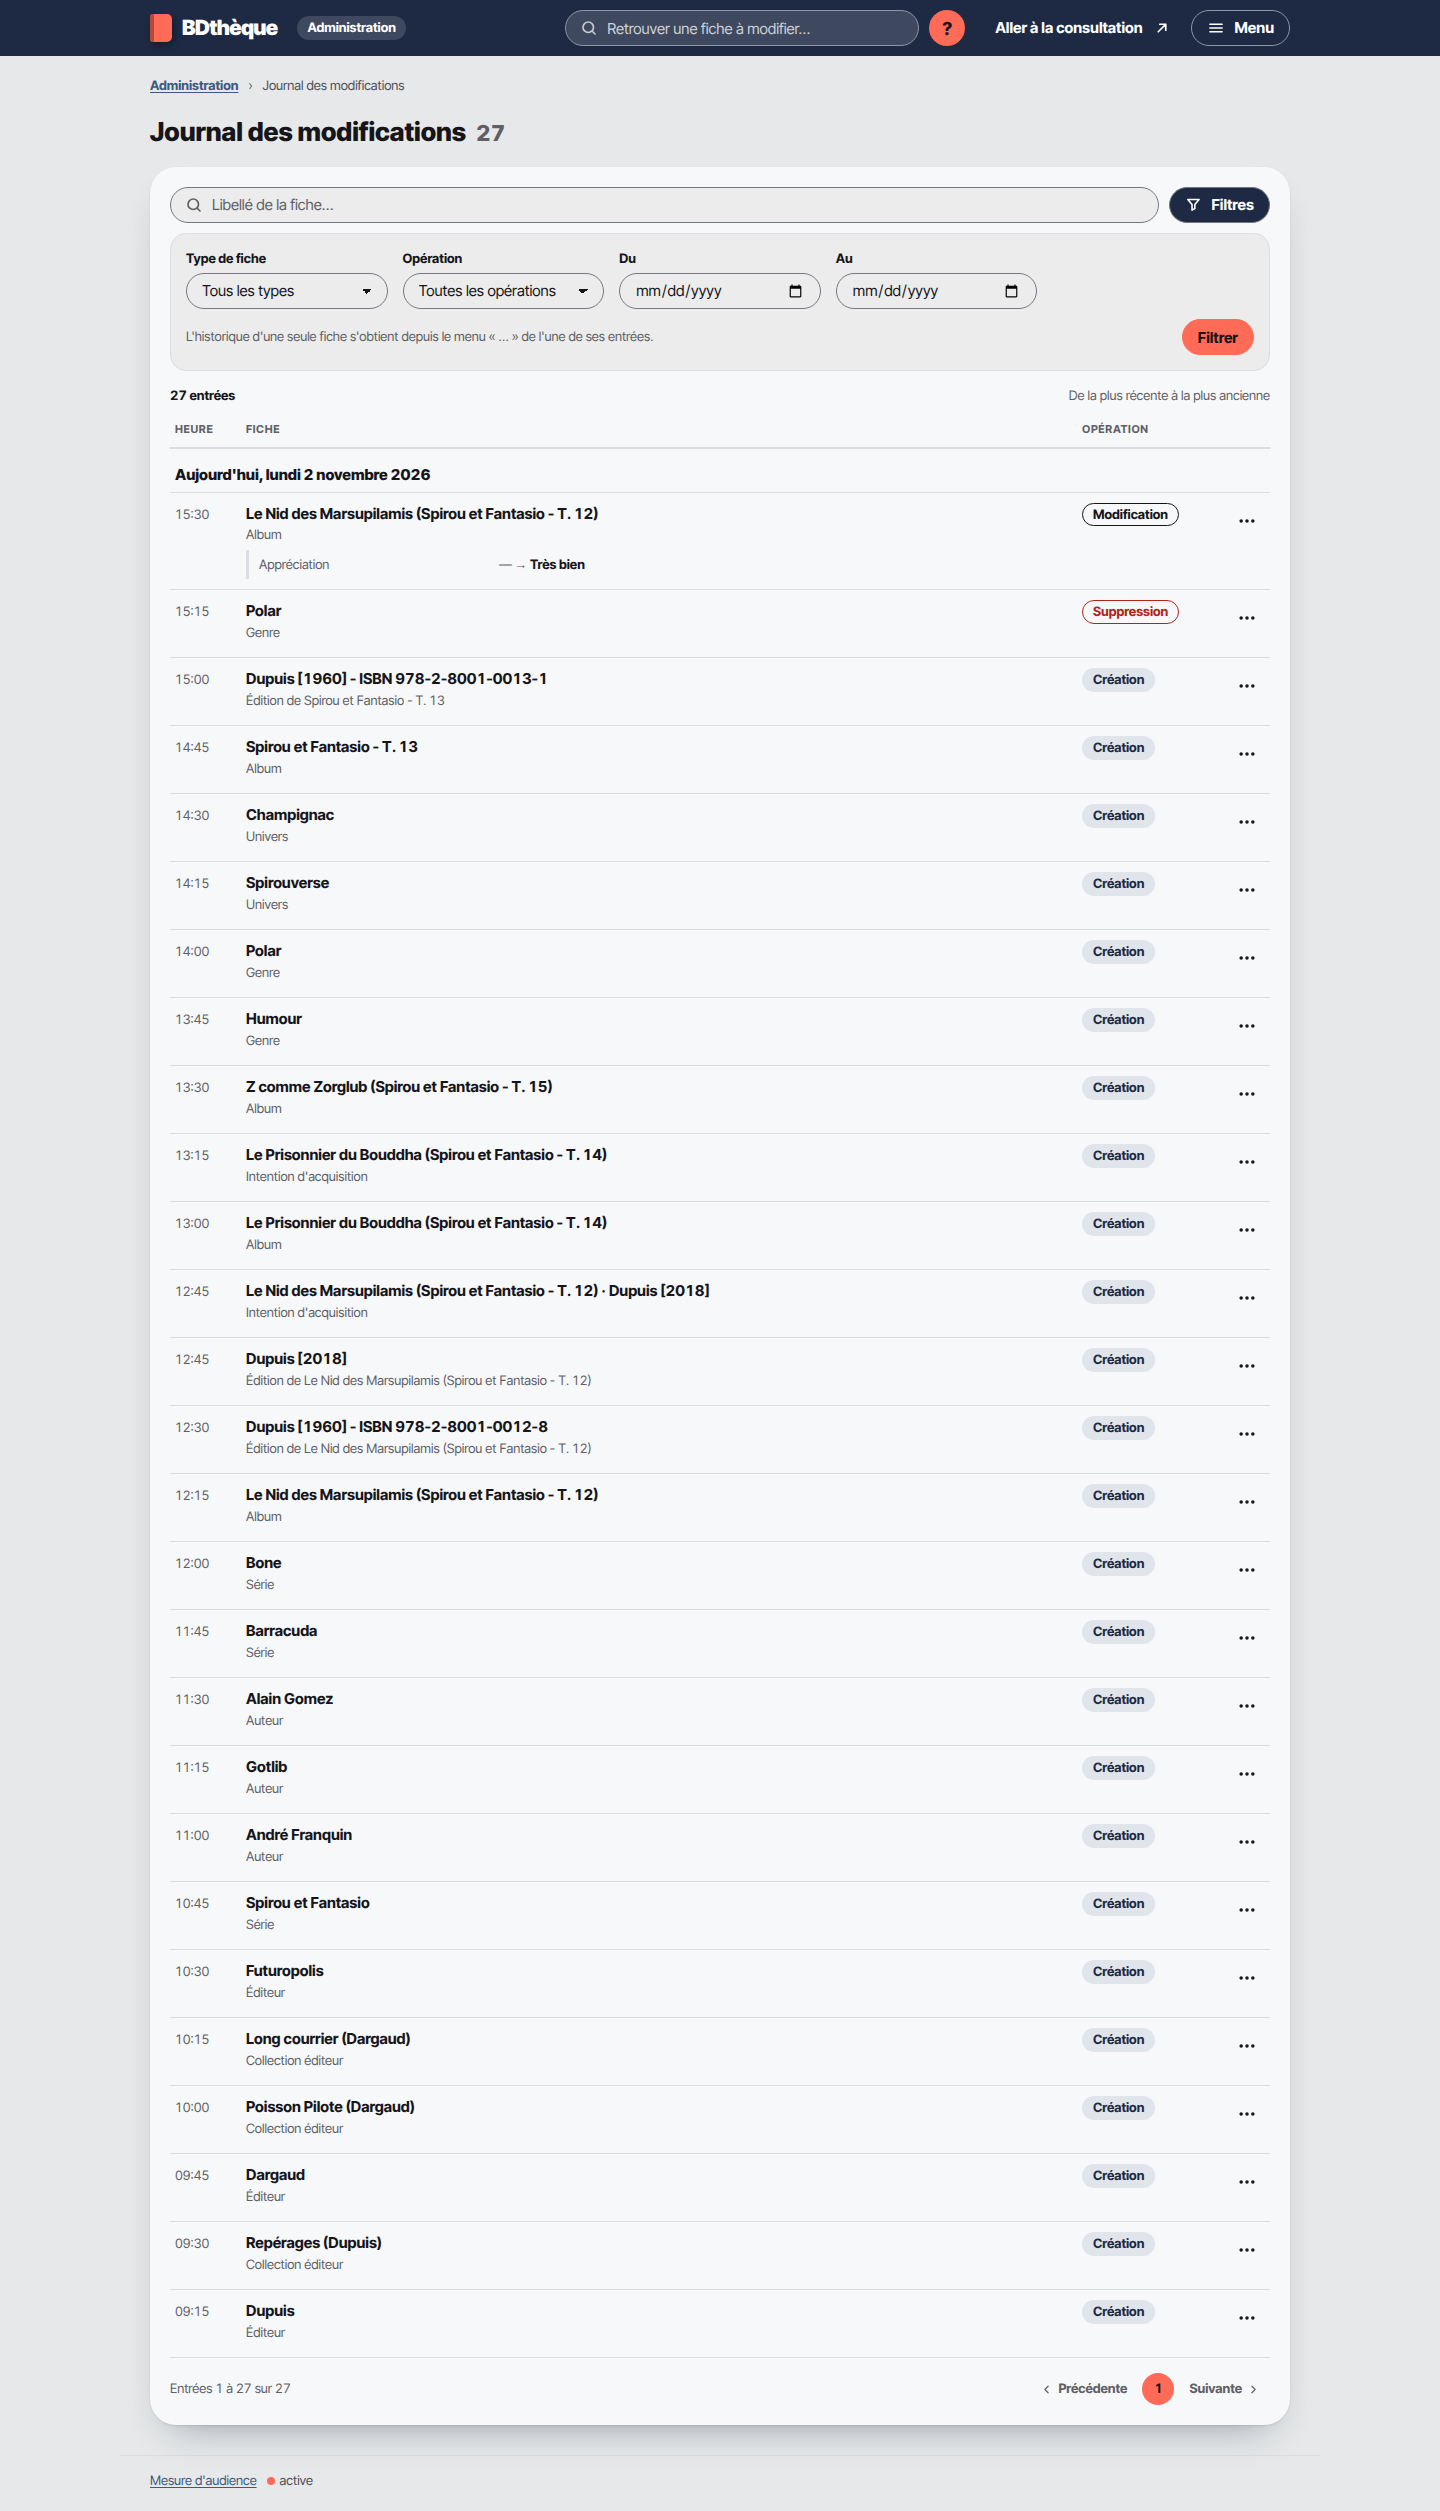 BDthèque Administration Retrouver une fiche à modifier... ? Aller à la consultation Menu
Administration › Journal des modifications
Journal des modifications 27
Libellé de la fiche... Filtres
Type de fiche Opération Du Au
Tous les types Toutes les opérations mm/dd/yyyy mm/dd/yyyy
L'historique d'une seule fiche s'obtient depuis le menu « ... » de l'une de ses entrées. Filtrer
27 entrées De la plus récente à la plus ancienne
HEURE FICHE OPÉRATION
Aujourd'hui, lundi 2 novembre 2026
15:30 Le Nid des Marsupilamis (Spirou et Fantasio - T. 12) Modification
Album
Appréciation — → Très bien
15:15 Polar Suppression
Genre
15:00 Dupuis [1960] - ISBN 978-2-8001-0013-1 Création
Édition de Spirou et Fantasio - T. 13
14:45 Spirou et Fantasio - T. 13 Création
Album
14:30 Champignac Création
Univers
14:15 Spirouverse Création
Univers
14:00 Polar Création
Genre
13:45 Humour Création
Genre
13:30 Z comme Zorglub (Spirou et Fantasio - T. 15) Création
Album
13:15 Le Prisonnier du Bouddha (Spirou et Fantasio - T. 14) Création
Intention d'acquisition
13:00 Le Prisonnier du Bouddha (Spirou et Fantasio - T. 14) Création
Album
12:45 Le Nid des Marsupilamis (Spirou et Fantasio - T. 12) · Dupuis [2018] Création
Intention d'acquisition
12:45 Dupuis [2018] Création
Édition de Le Nid des Marsupilamis (Spirou et Fantasio - T. 12)
12:30 Dupuis [1960] - ISBN 978-2-8001-0012-8 Création
Édition de Le Nid des Marsupilamis (Spirou et Fantasio - T. 12)
12:15 Le Nid des Marsupilamis (Spirou et Fantasio - T. 12) Création
Album
12:00 Bone Création
Série
11:45 Barracuda Création
Série
11:30 Alain Gomez Création
Auteur
11:15 Gotlib Création
Auteur
11:00 André Franquin Création
Auteur
10:45 Spirou et Fantasio Création
Série
10:30 Futuropolis Création
Éditeur
10:15 Long courrier (Dargaud) Création
Collection éditeur
10:00 Poisson Pilote (Dargaud) Création
Collection éditeur
09:45 Dargaud Création
Éditeur
09:30 Repérages (Dupuis) Création
Collection éditeur
09:15 Dupuis Création
Éditeur
Entrées 1 à 27 sur 27 ‹ Précédente 1 Suivante ›
Mesure d'audience active